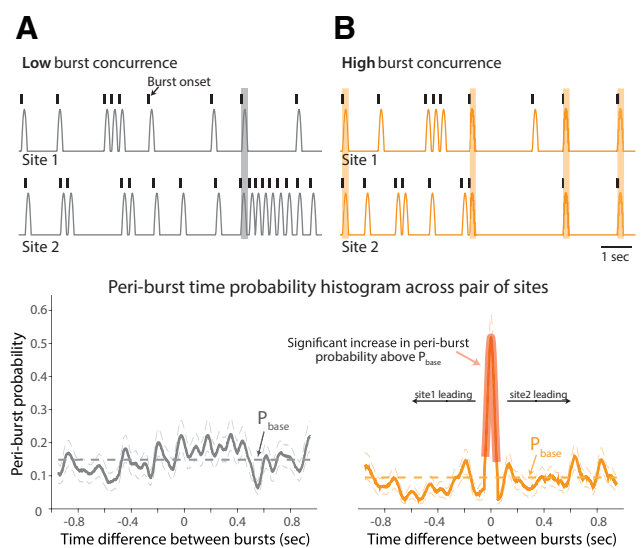 A
B
Low burst concurrence
High burst concurrence
Burst onset
Site 1
Site 1
Site 2
Site 2
1 sec
Peri-burst time probability histogram across pair of sites
Peri-burst probability
0.6
0.5
0.4
0.3
0.2
0.1
0
Pbase
-0.8
-0.4
0
0.4
0.8
Time difference between bursts (sec)
Significant increase in peri-burst
probability above Pbase
site1 leading
site2 leading
Pbase
-0.8
-0.4
0
0.4
0.8
Time difference between bursts (sec)